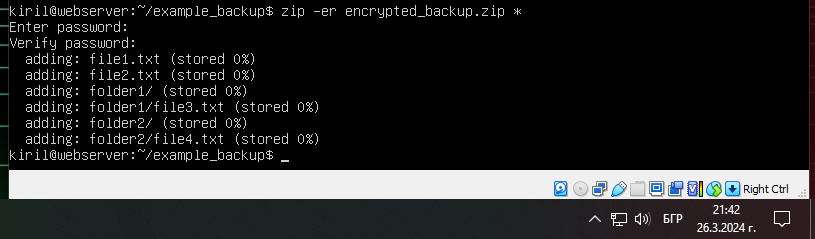 kiril@webserver:~/example_backup$ zip -er encrypted_backup.zip *
Enter password:
Verify password:
  adding: file1.txt (stored 0%)
  adding: file2.txt (stored 0%)
  adding: folder1/ (stored 0%)
  adding: folder1/file3.txt (stored 0%)
  adding: folder2/ (stored 0%)
  adding: folder2/file4.txt (stored 0%)
kiril@webserver:~/example_backup$ _
Right Ctrl
БГР
21:42
26.3.2024 г.